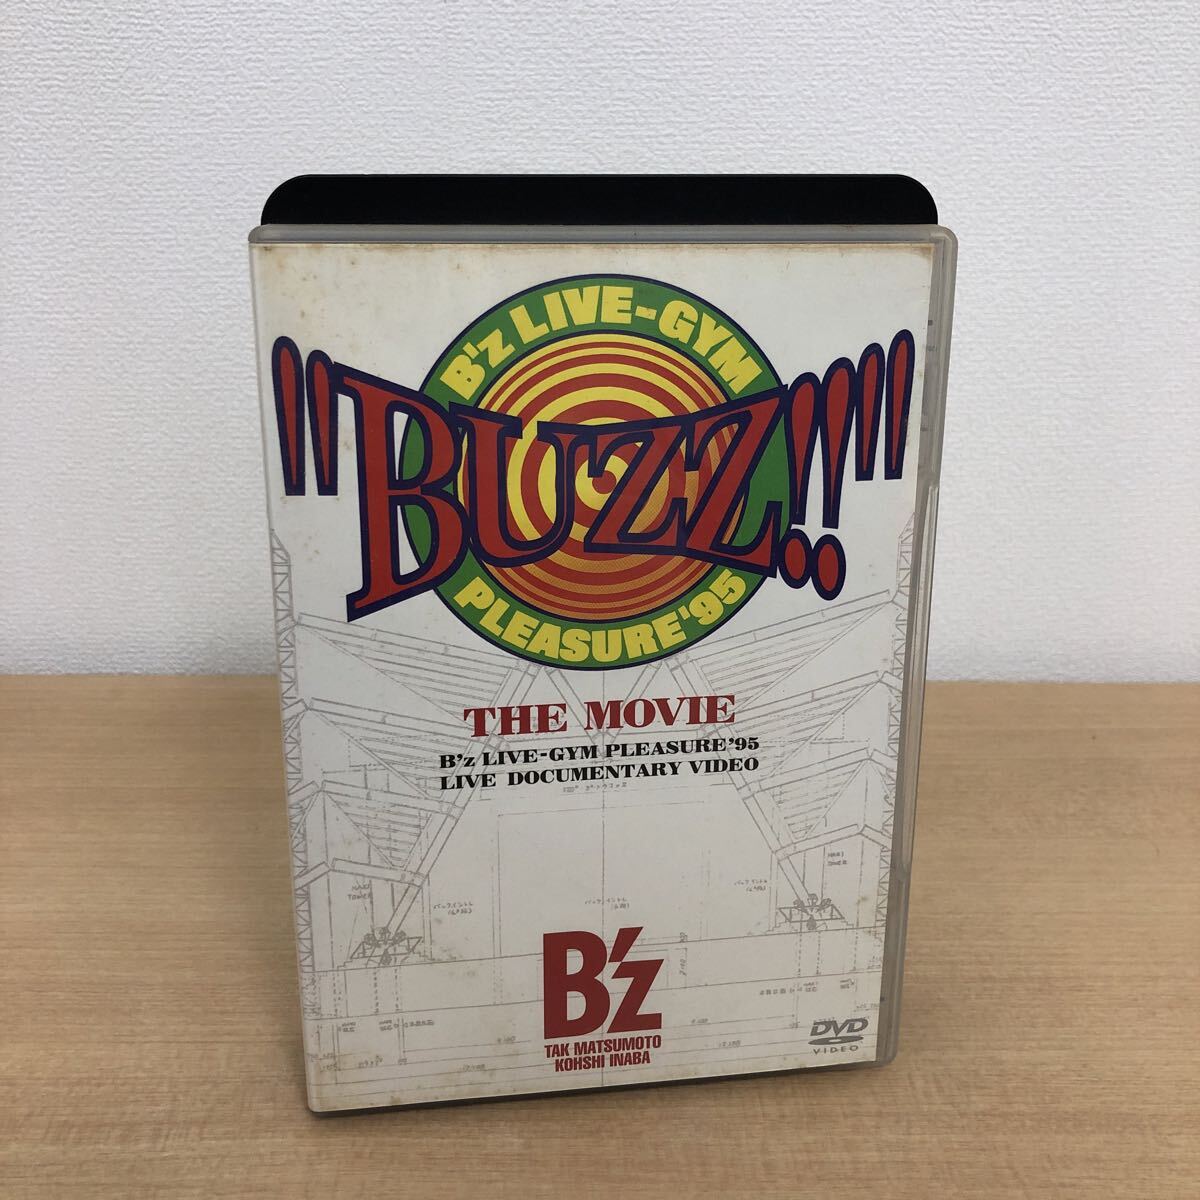 B'z LIVE-GYM
"BUZZ!!"
PLEASURE'95
THE MOVIE
B'z LIVE-GYM PLEASURE'95
LIVE DOCUMENTARY VIDEO
B'z
TAK MATSUMOTO
KOHSHI INABA
DVD
VIDEO